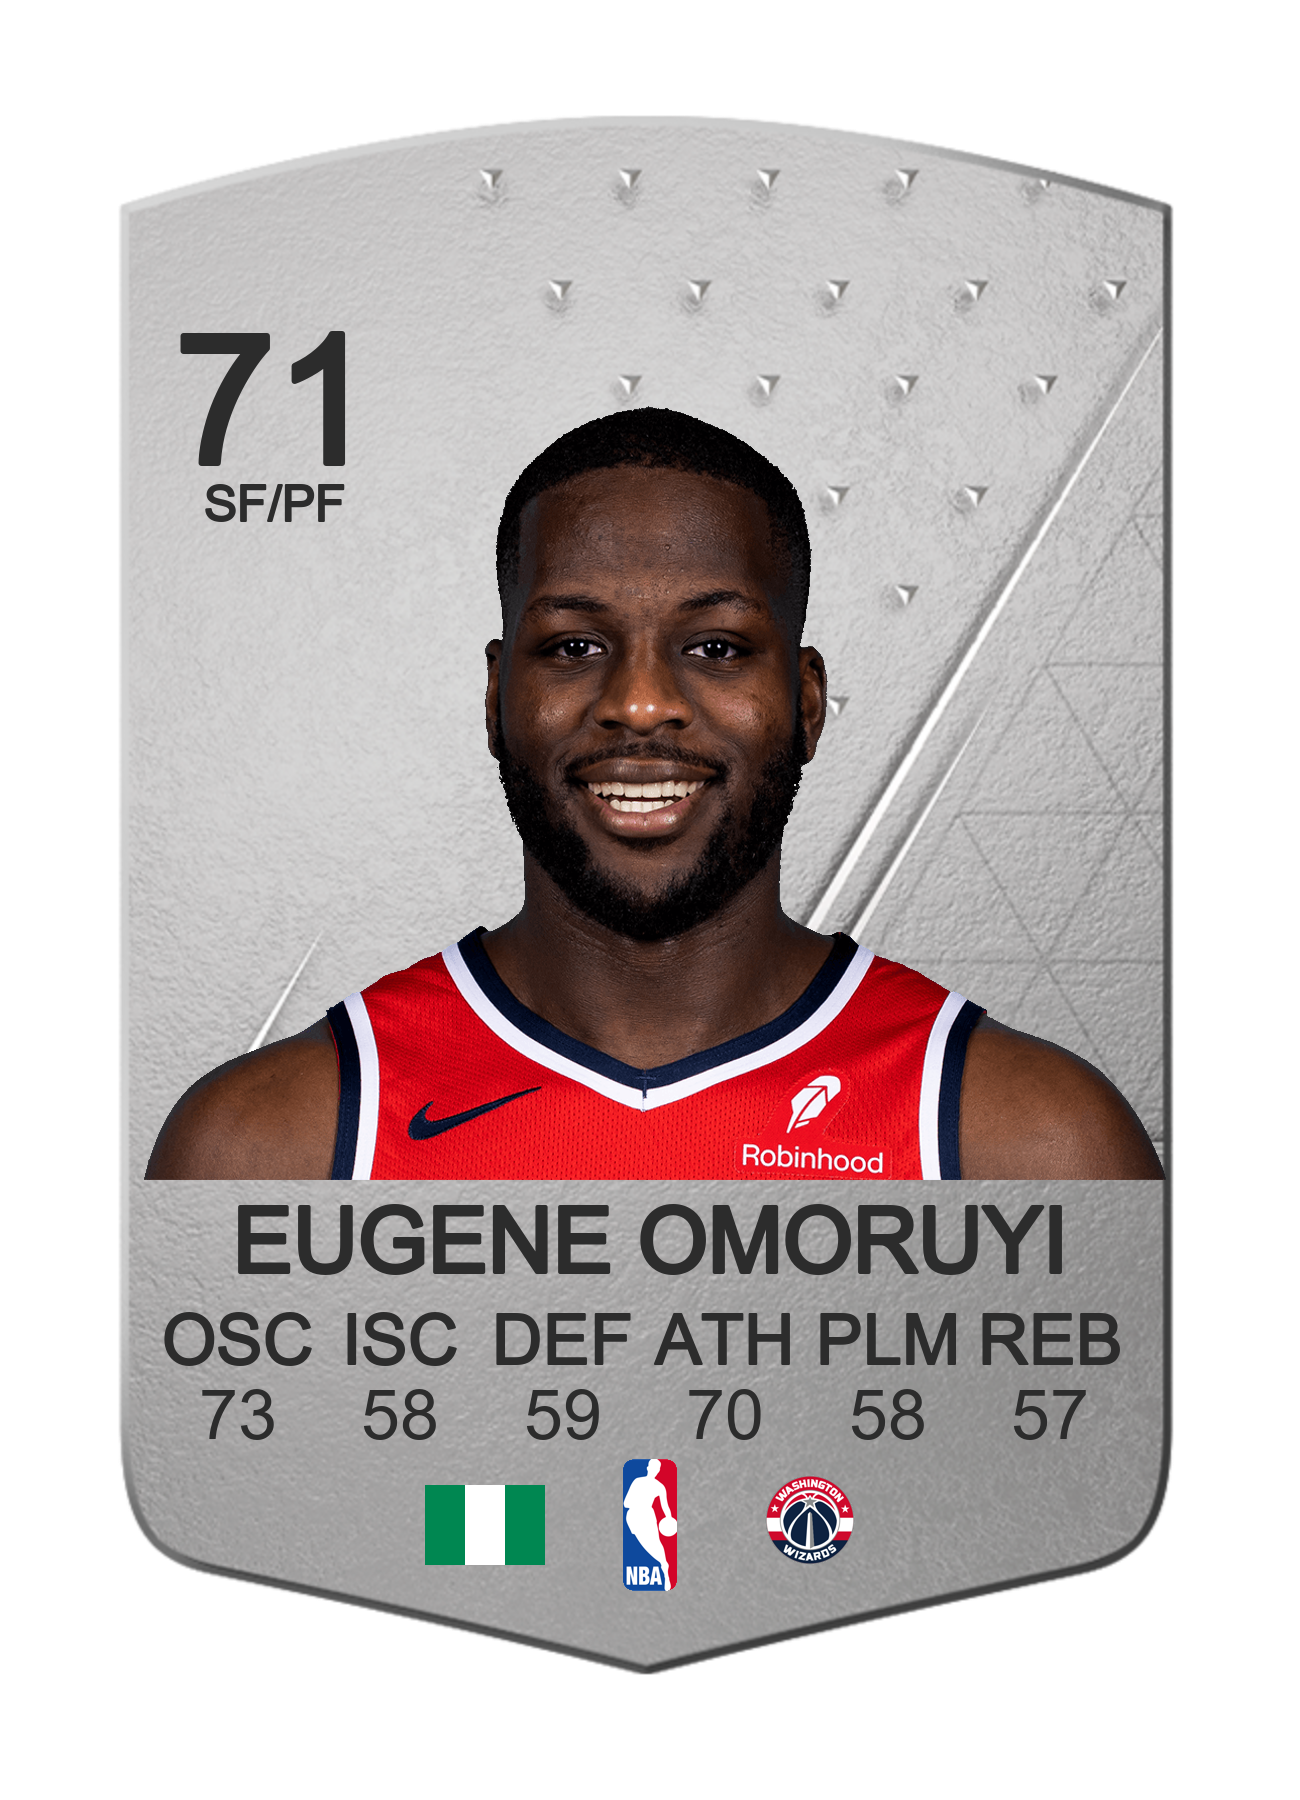 71
SF/PF
Robinhood
EUGENE OMORUYI
OSC ISC DEF ATH PLM REB
73 58 59 70 58 57
NBA
WASHINGTON
WIZARDS